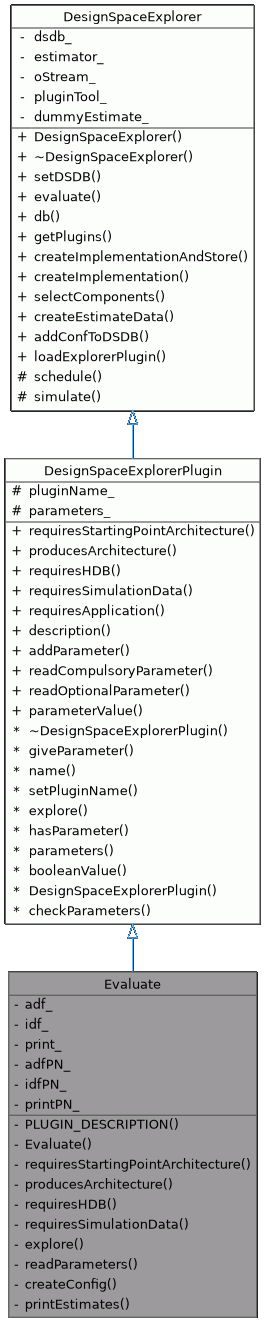 DesignSpaceExplorer
- dsdb_
- estimator_
- oStream_
- pluginTool_
- dummyEstimate_
+ DesignSpaceExplorer()
+ ~DesignSpaceExplorer()
+ setDSDB()
+ evaluate()
+ db()
+ getPlugins()
+ createImplementationAndStore()
+ createImplementation()
+ selectComponents()
+ createEstimateData()
+ addConfToDSDB()
+ loadExplorerPlugin()
# schedule()
# simulate()
DesignSpaceExplorerPlugin
# pluginName_
# parameters_
+ requiresStartingPointArchitecture()
+ producesArchitecture()
+ requiresHDB()
+ requiresSimulationData()
+ requiresApplication()
+ description()
+ addParameter()
+ readCompulsoryParameter()
+ readOptionalParameter()
+ parameterValue()
* ~DesignSpaceExplorerPlugin()
* giveParameter()
* name()
* setPluginName()
* explore()
* hasParameter()
* parameters()
* booleanValue()
* DesignSpaceExplorerPlugin()
* checkParameters()
Evaluate
- adf_
- idf_
- print_
- adfPN_
- idfPN_
- printPN_
- PLUGIN_DESCRIPTION()
- Evaluate()
- requiresStartingPointArchitecture()
- producesArchitecture()
- requiresHDB()
- requiresSimulationData()
- explore()
- readParameters()
- createConfig()
- printEstimates()